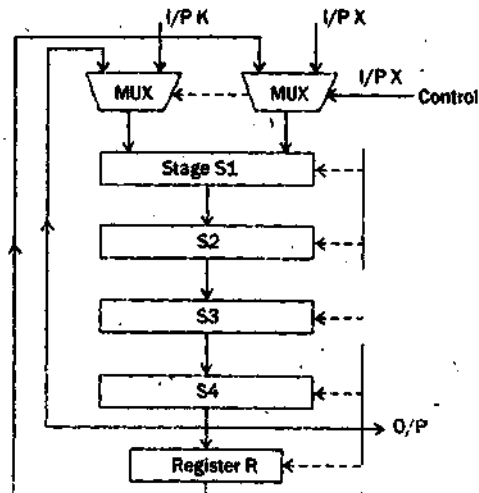 I/P K
I/P X
MUX
MUX
I/P X
Control
Stage S1
S2
S3
S4
O/P
Register R